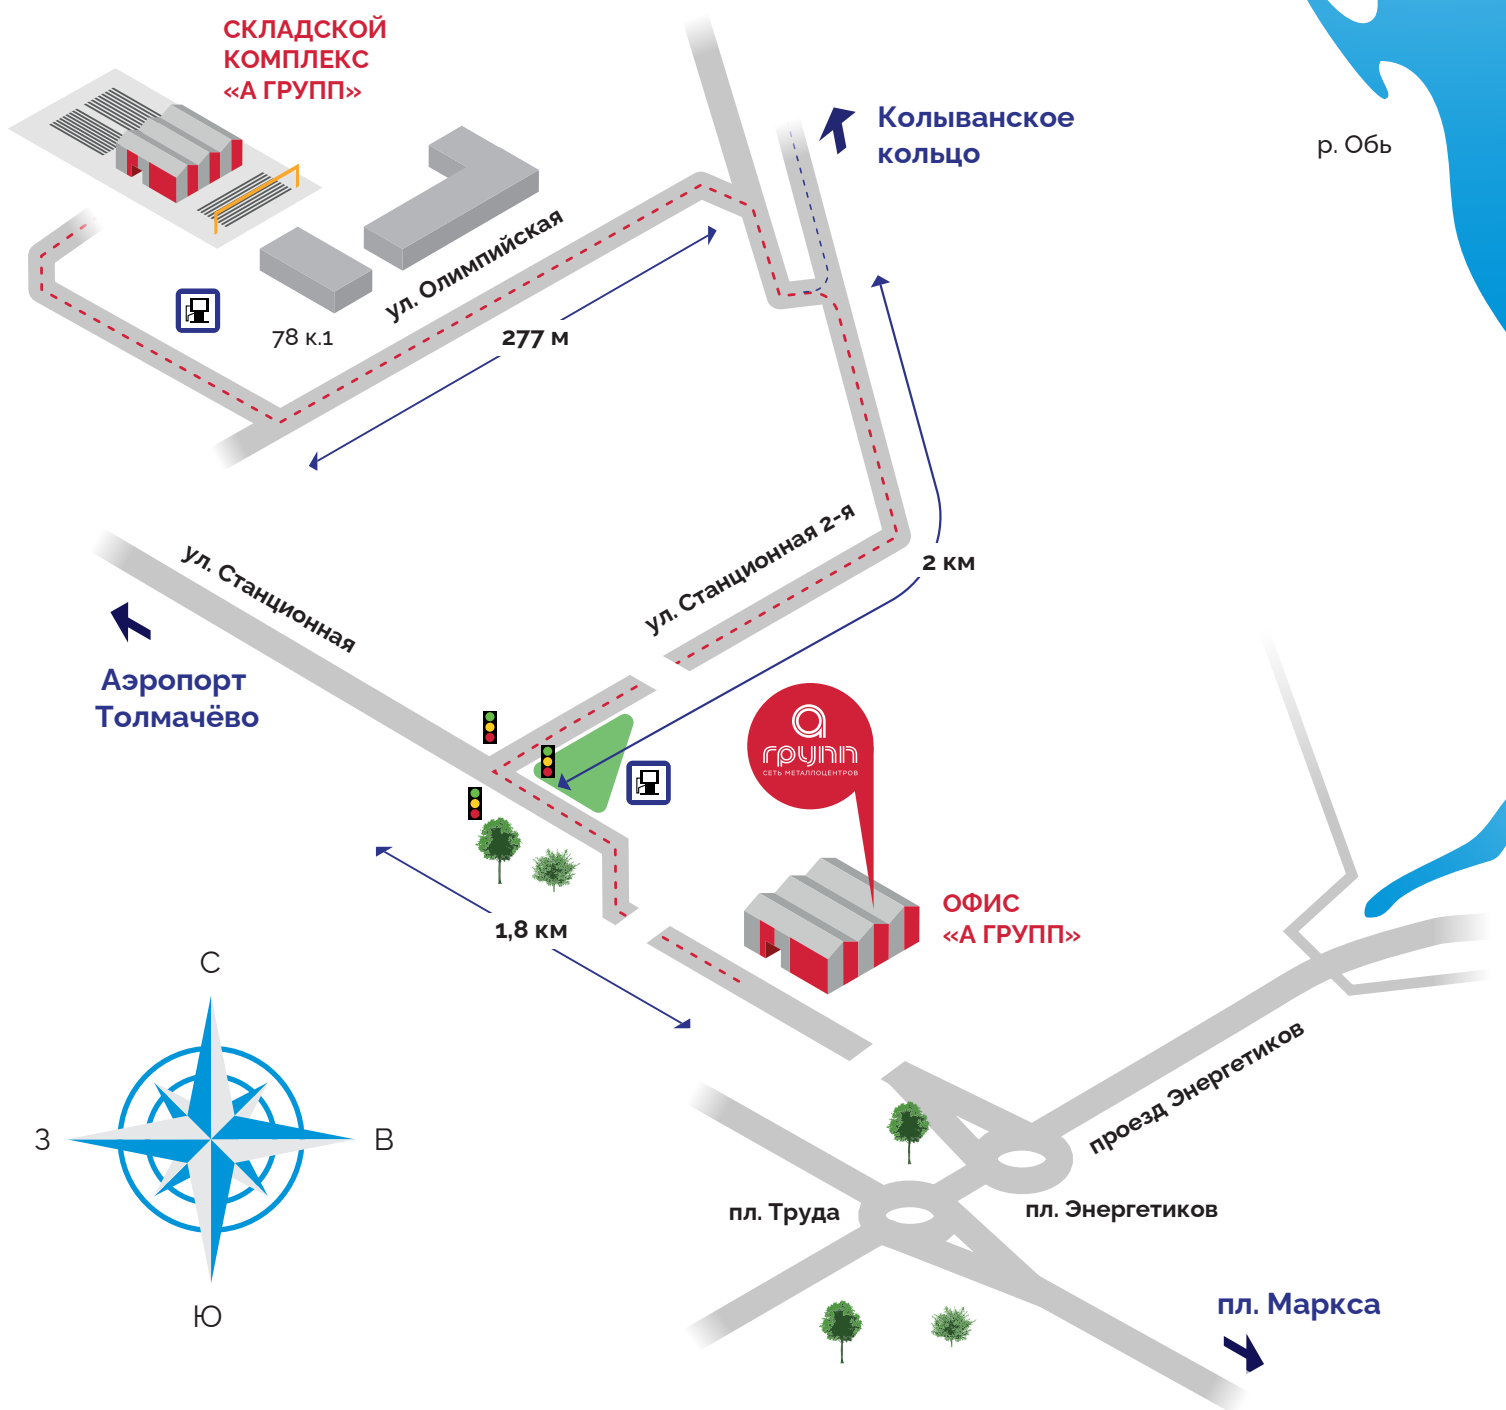 СКЛАДСКОЙ
КОМПЛЕКС
«А ГРУПП»
Колыванское
кольцо
р. Обь
ул. Олимпийская
277 м
78 к.1
ул. Станционная 2-я
2 км
ул. Станционная
Аэропорт
Толмачёво
а
групп
СЕТЬ МЕТАЛЛОЦЕНТРОВ
ОФИС
«А ГРУПП»
1,8 км
С
З
В
Ю
проезд Энергетиков
пл. Труда
пл. Энергетиков
пл. Маркса